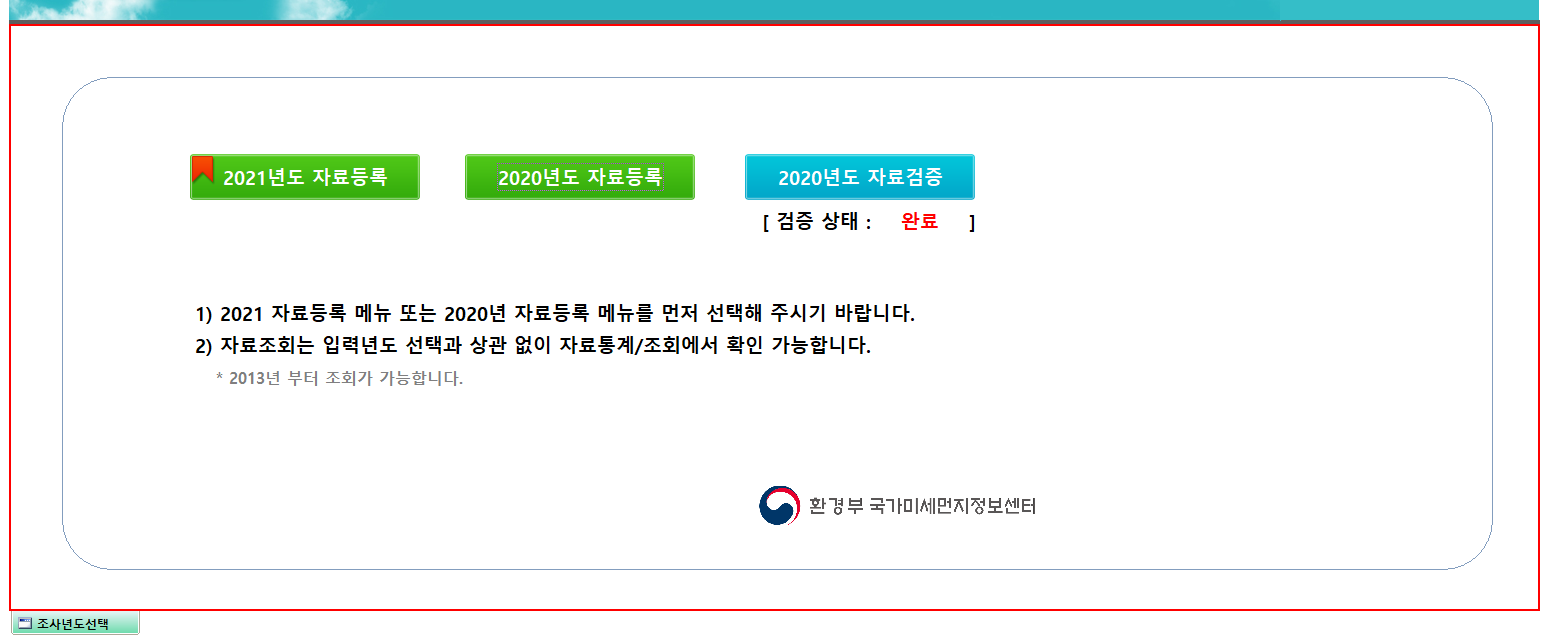 2021년도 자료등록
2020년도 자료등록
2020년도 자료검증
[ 검증 상태 : 완료 ]
1) 2021 자료등록 메뉴 또는 2020년 자료등록 메뉴를 먼저 선택해 주시기 바랍니다.
2) 자료조회는 입력년도 선택과 상관 없이 자료통계/조회에서 확인 가능합니다.
* 2013년 부터 조회가 가능합니다.
환경부 국가미세먼지정보센터
조사년도선택